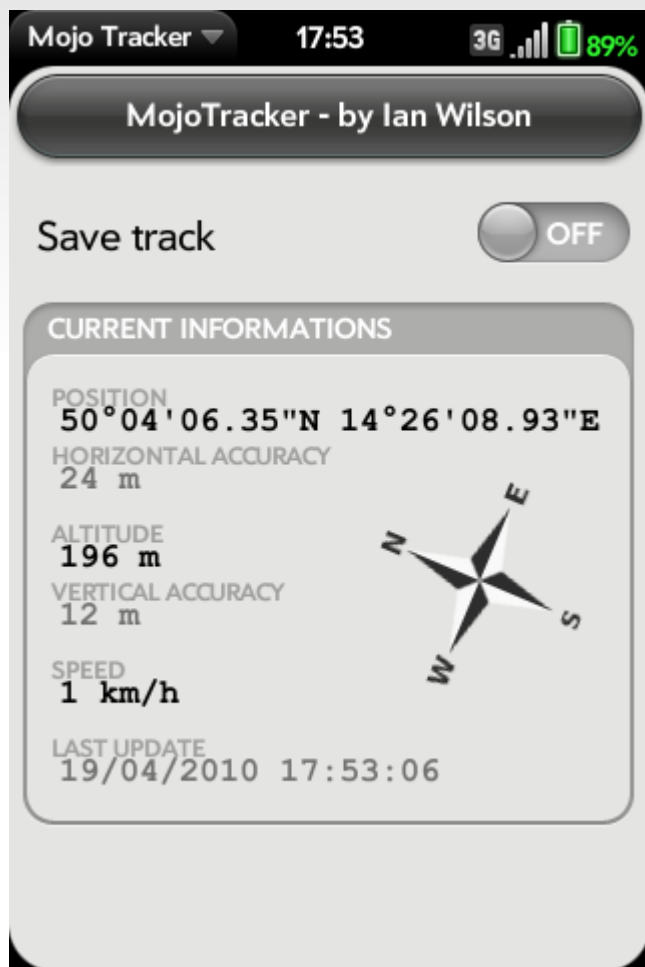 Mojo Tracker 17:53 3G 89%
MojoTracker - by Ian Wilson
Save track OFF
CURRENT INFORMATIONS
POSITION
50°04'06.35"N 14°26'08.93"E
HORIZONTAL ACCURACY
24 m
ALTITUDE
196 m
VERTICAL ACCURACY
12 m
SPEED
1 km/h
LAST UPDATE
19/04/2010 17:53:06
E
N
S
W